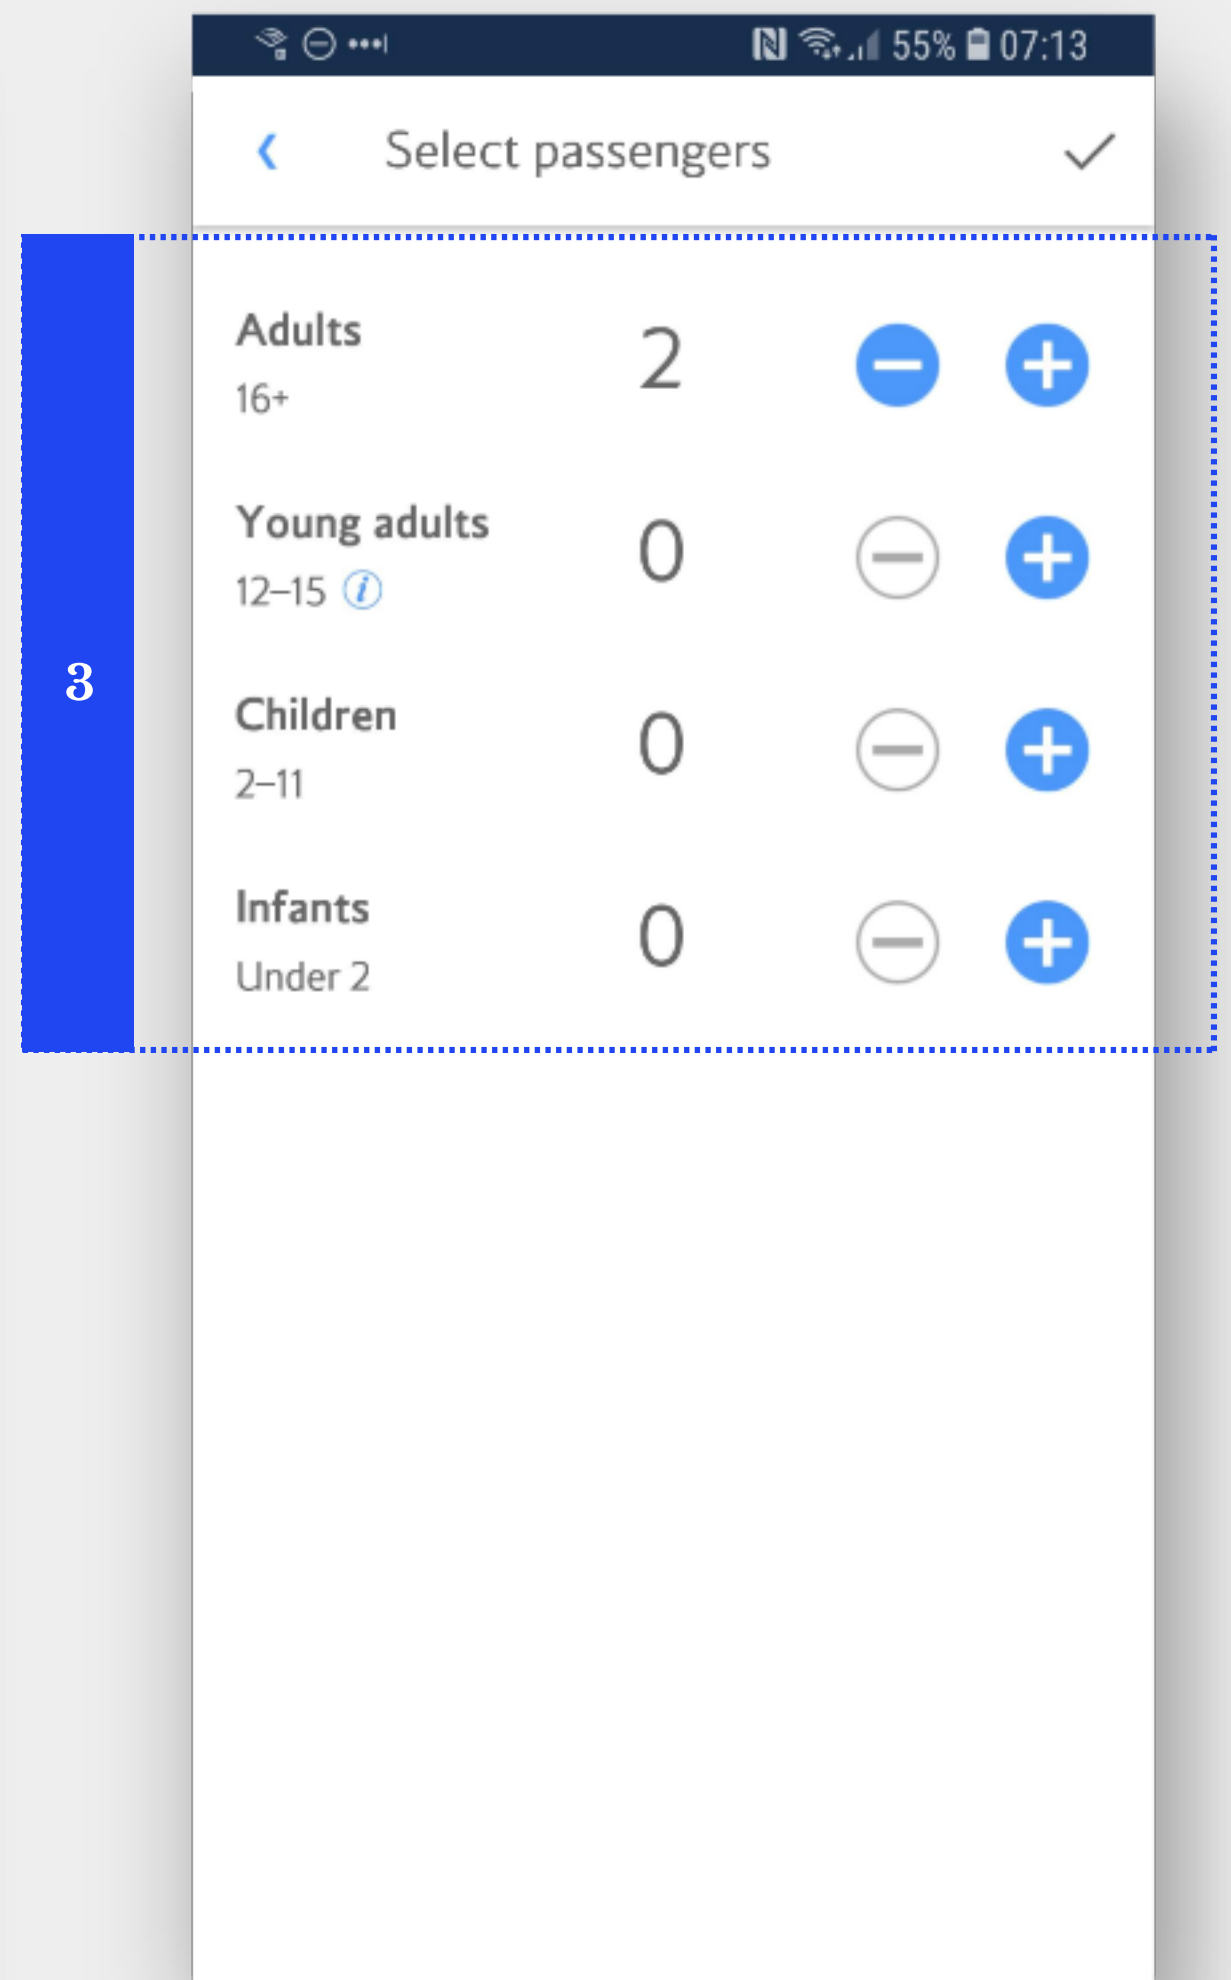 55% 07:13
Select passengers
Adults 2
16+
Young adults 0
12–15 i
3
Children 0
2–11
Infants 0
Under 2